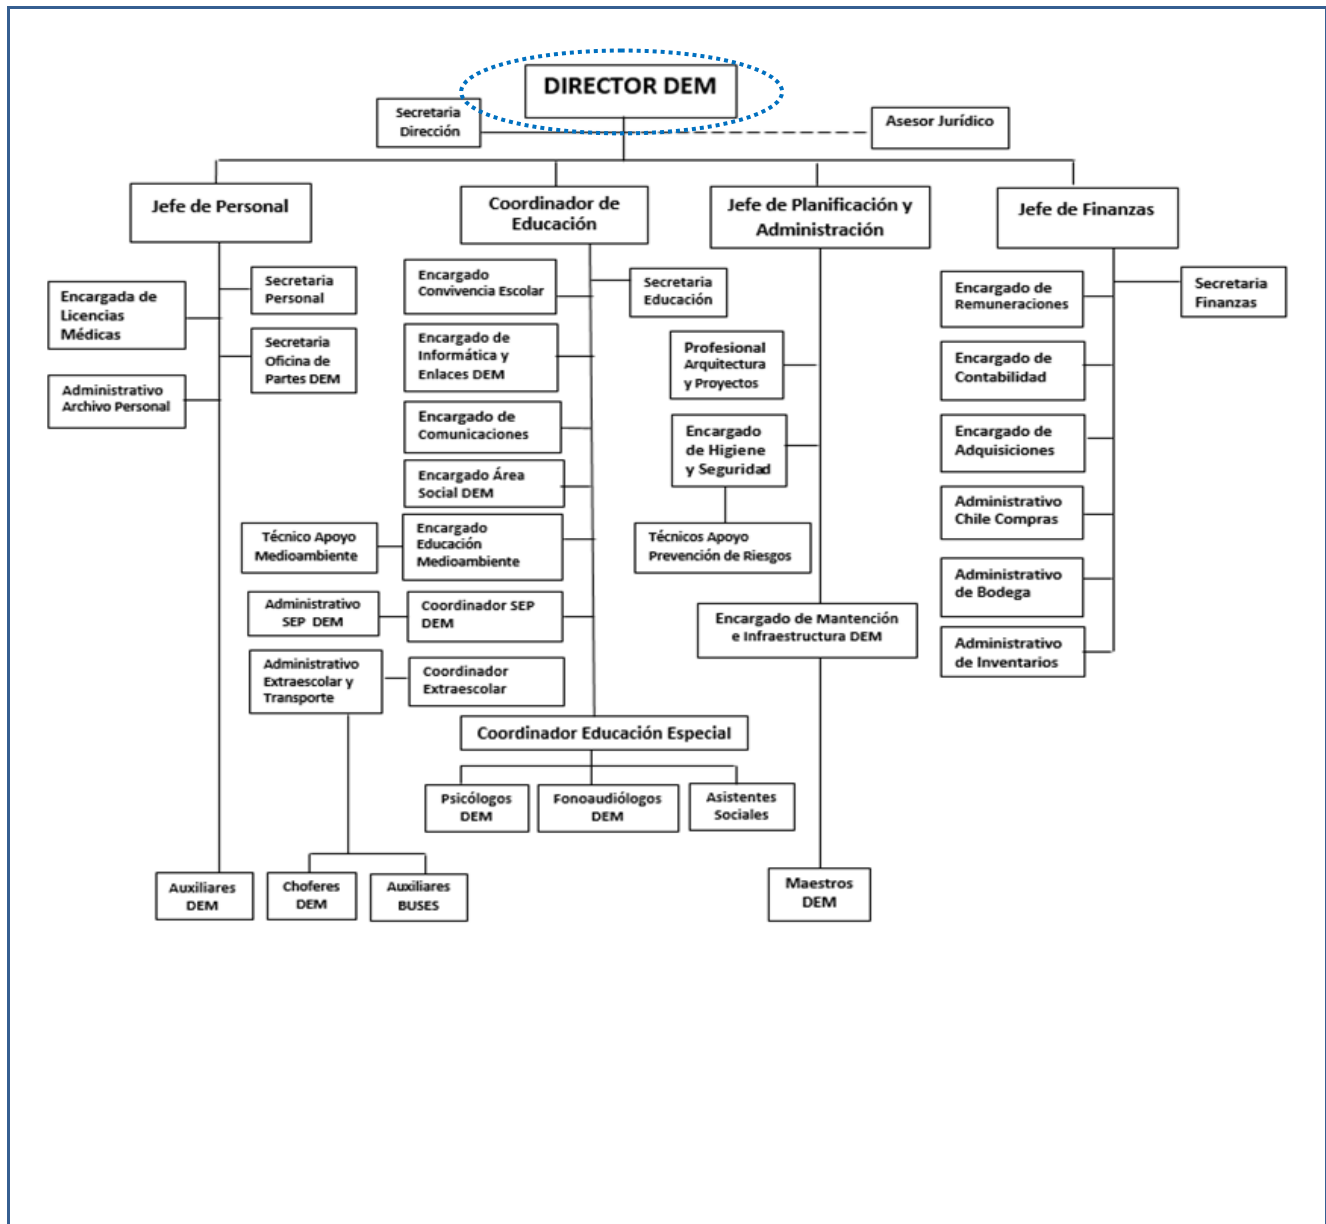 DIRECTOR DEM
Secretaria
Dirección
Asesor Jurídico
Jefe de Personal
Coordinador de
Educación
Jefe de Planificación y
Administración
Jefe de Finanzas
Encargada de
Licencias
Médicas
Secretaria
Personal
Secretaria
Oficina de
Partes DEM
Administrativo
Archivo Personal
Encargado
Convivencia Escolar
Secretaria
Educación
Encargado de
Informática y
Enlaces DEM
Encargado de
Comunicaciones
Encargado Área
Social DEM
Técnico Apoyo
Medioambiente
Encargado
Educación
Medioambiente
Administrativo
SEP DEM
Coordinador SEP
DEM
Administrativo
Extraescolar y
Transporte
Coordinador
Extraescolar
Coordinador Educación Especial
Psicólogos
DEM
Fonoaudiólogos
DEM
Asistentes
Sociales
Profesional
Arquitectura
y Proyectos
Encargado
de Higiene
y Seguridad
Técnicos Apoyo
Prevención de Riesgos
Encargado de Mantención
e Infraestructura DEM
Encargado de
Remuneraciones
Secretaria
Finanzas
Encargado de
Contabilidad
Encargado de
Adquisiciones
Administrativo
Chile Compras
Administrativo
de Bodega
Administrativo
de Inventarios
Auxiliares
DEM
Choferes
DEM
Auxiliares
BUSES
Maestros
DEM